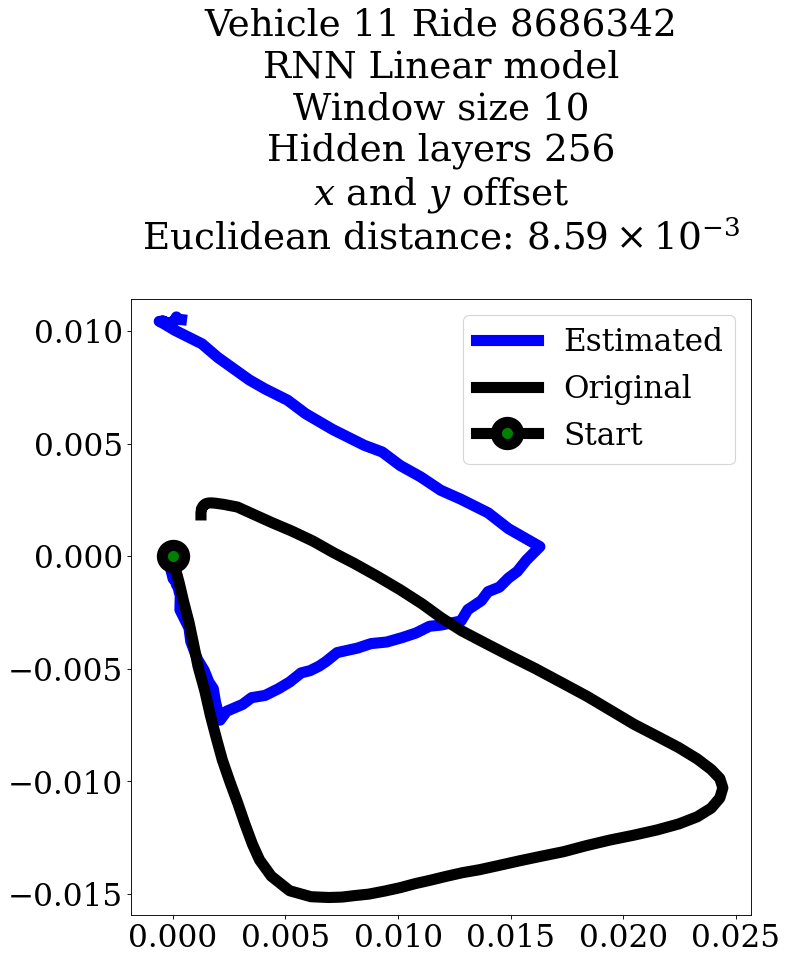 Vehicle 11 Ride 8686342
RNN Linear model
Window size 10
Hidden layers 256
x and y offset
Euclidean distance: 8.59 × 10⁻³
Estimated
Original
Start
0.010
0.005
0.000
−0.005
−0.010
−0.015
0.000 0.005 0.010 0.015 0.020 0.025